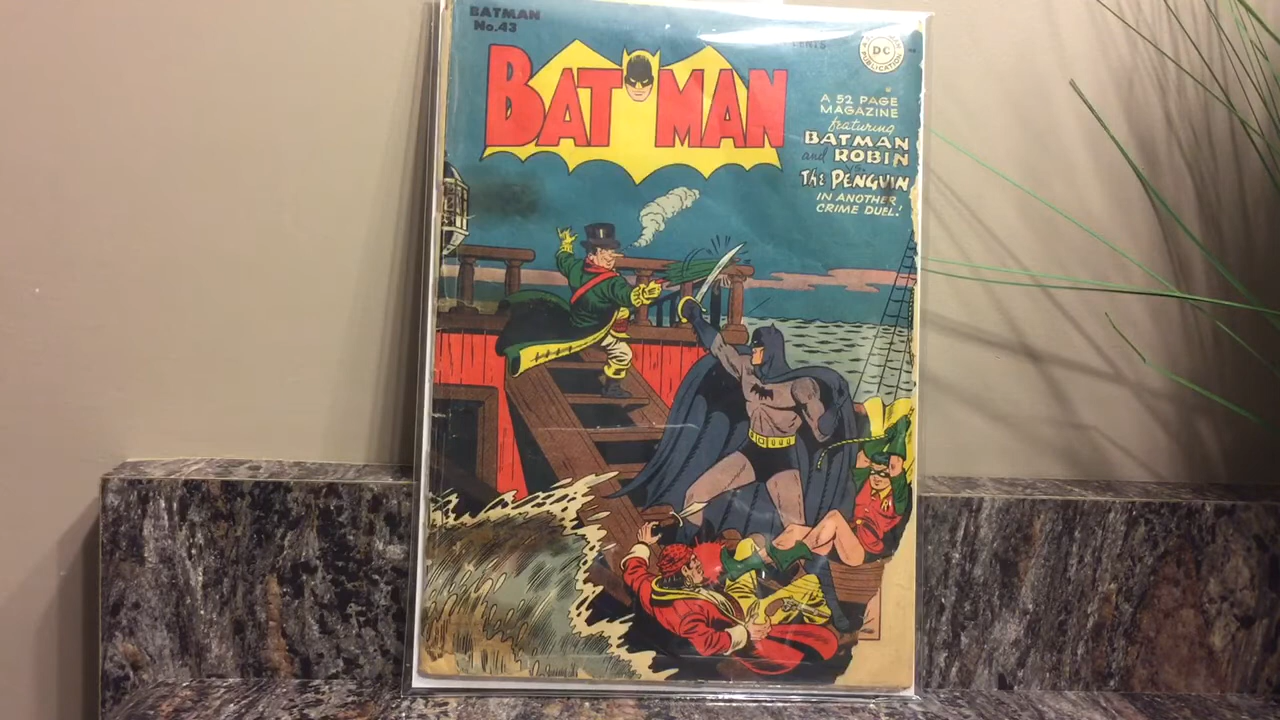 BATMAN
No.43
CENTS
BATMAN
A DC PUBLICATION
A 52 PAGE
MAGAZINE
featuring
BATMAN
and ROBIN
vs.
THE PENGUIN
IN ANOTHER
CRIME DUEL!
R